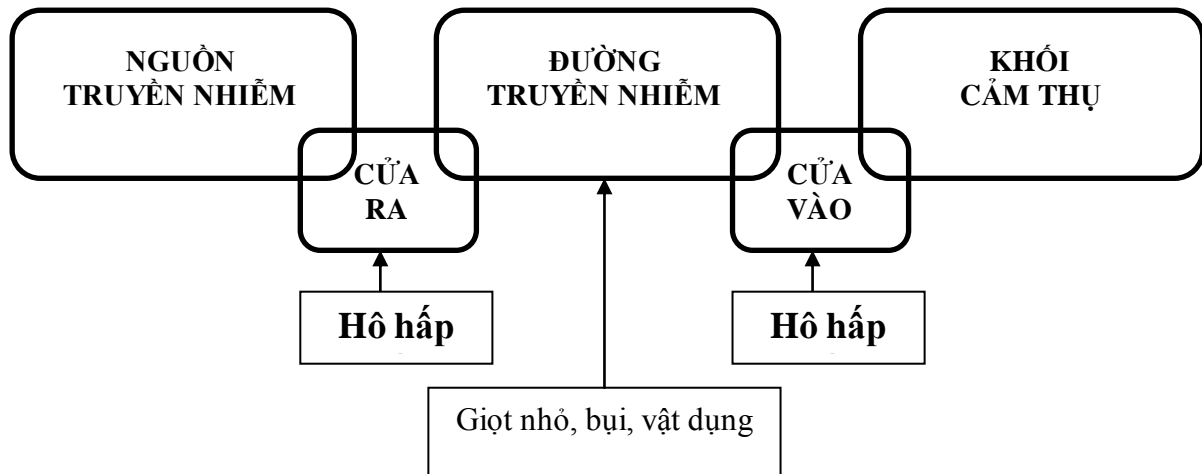 NGUỒN
TRUYỀN NHIỄM
ĐƯỜNG
TRUYỀN NHIỄM
KHỐI
CẢM THỤ
CỬA
RA
CỬA
VÀO
Hô hấp
Hô hấp
Giọt nhỏ, bụi, vật dụng